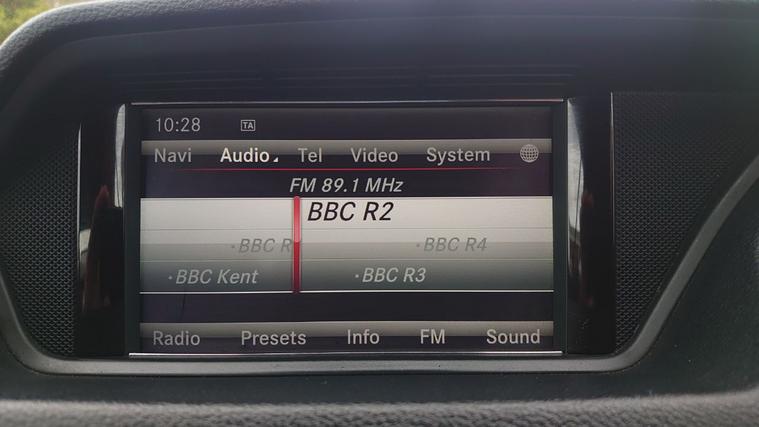 10:28 TA
Navi Audio Tel Video System
FM 89.1 MHz
BBC R2
·BBC R ·BBC R4
·BBC Kent ·BBC R3
Radio Presets Info FM Sound